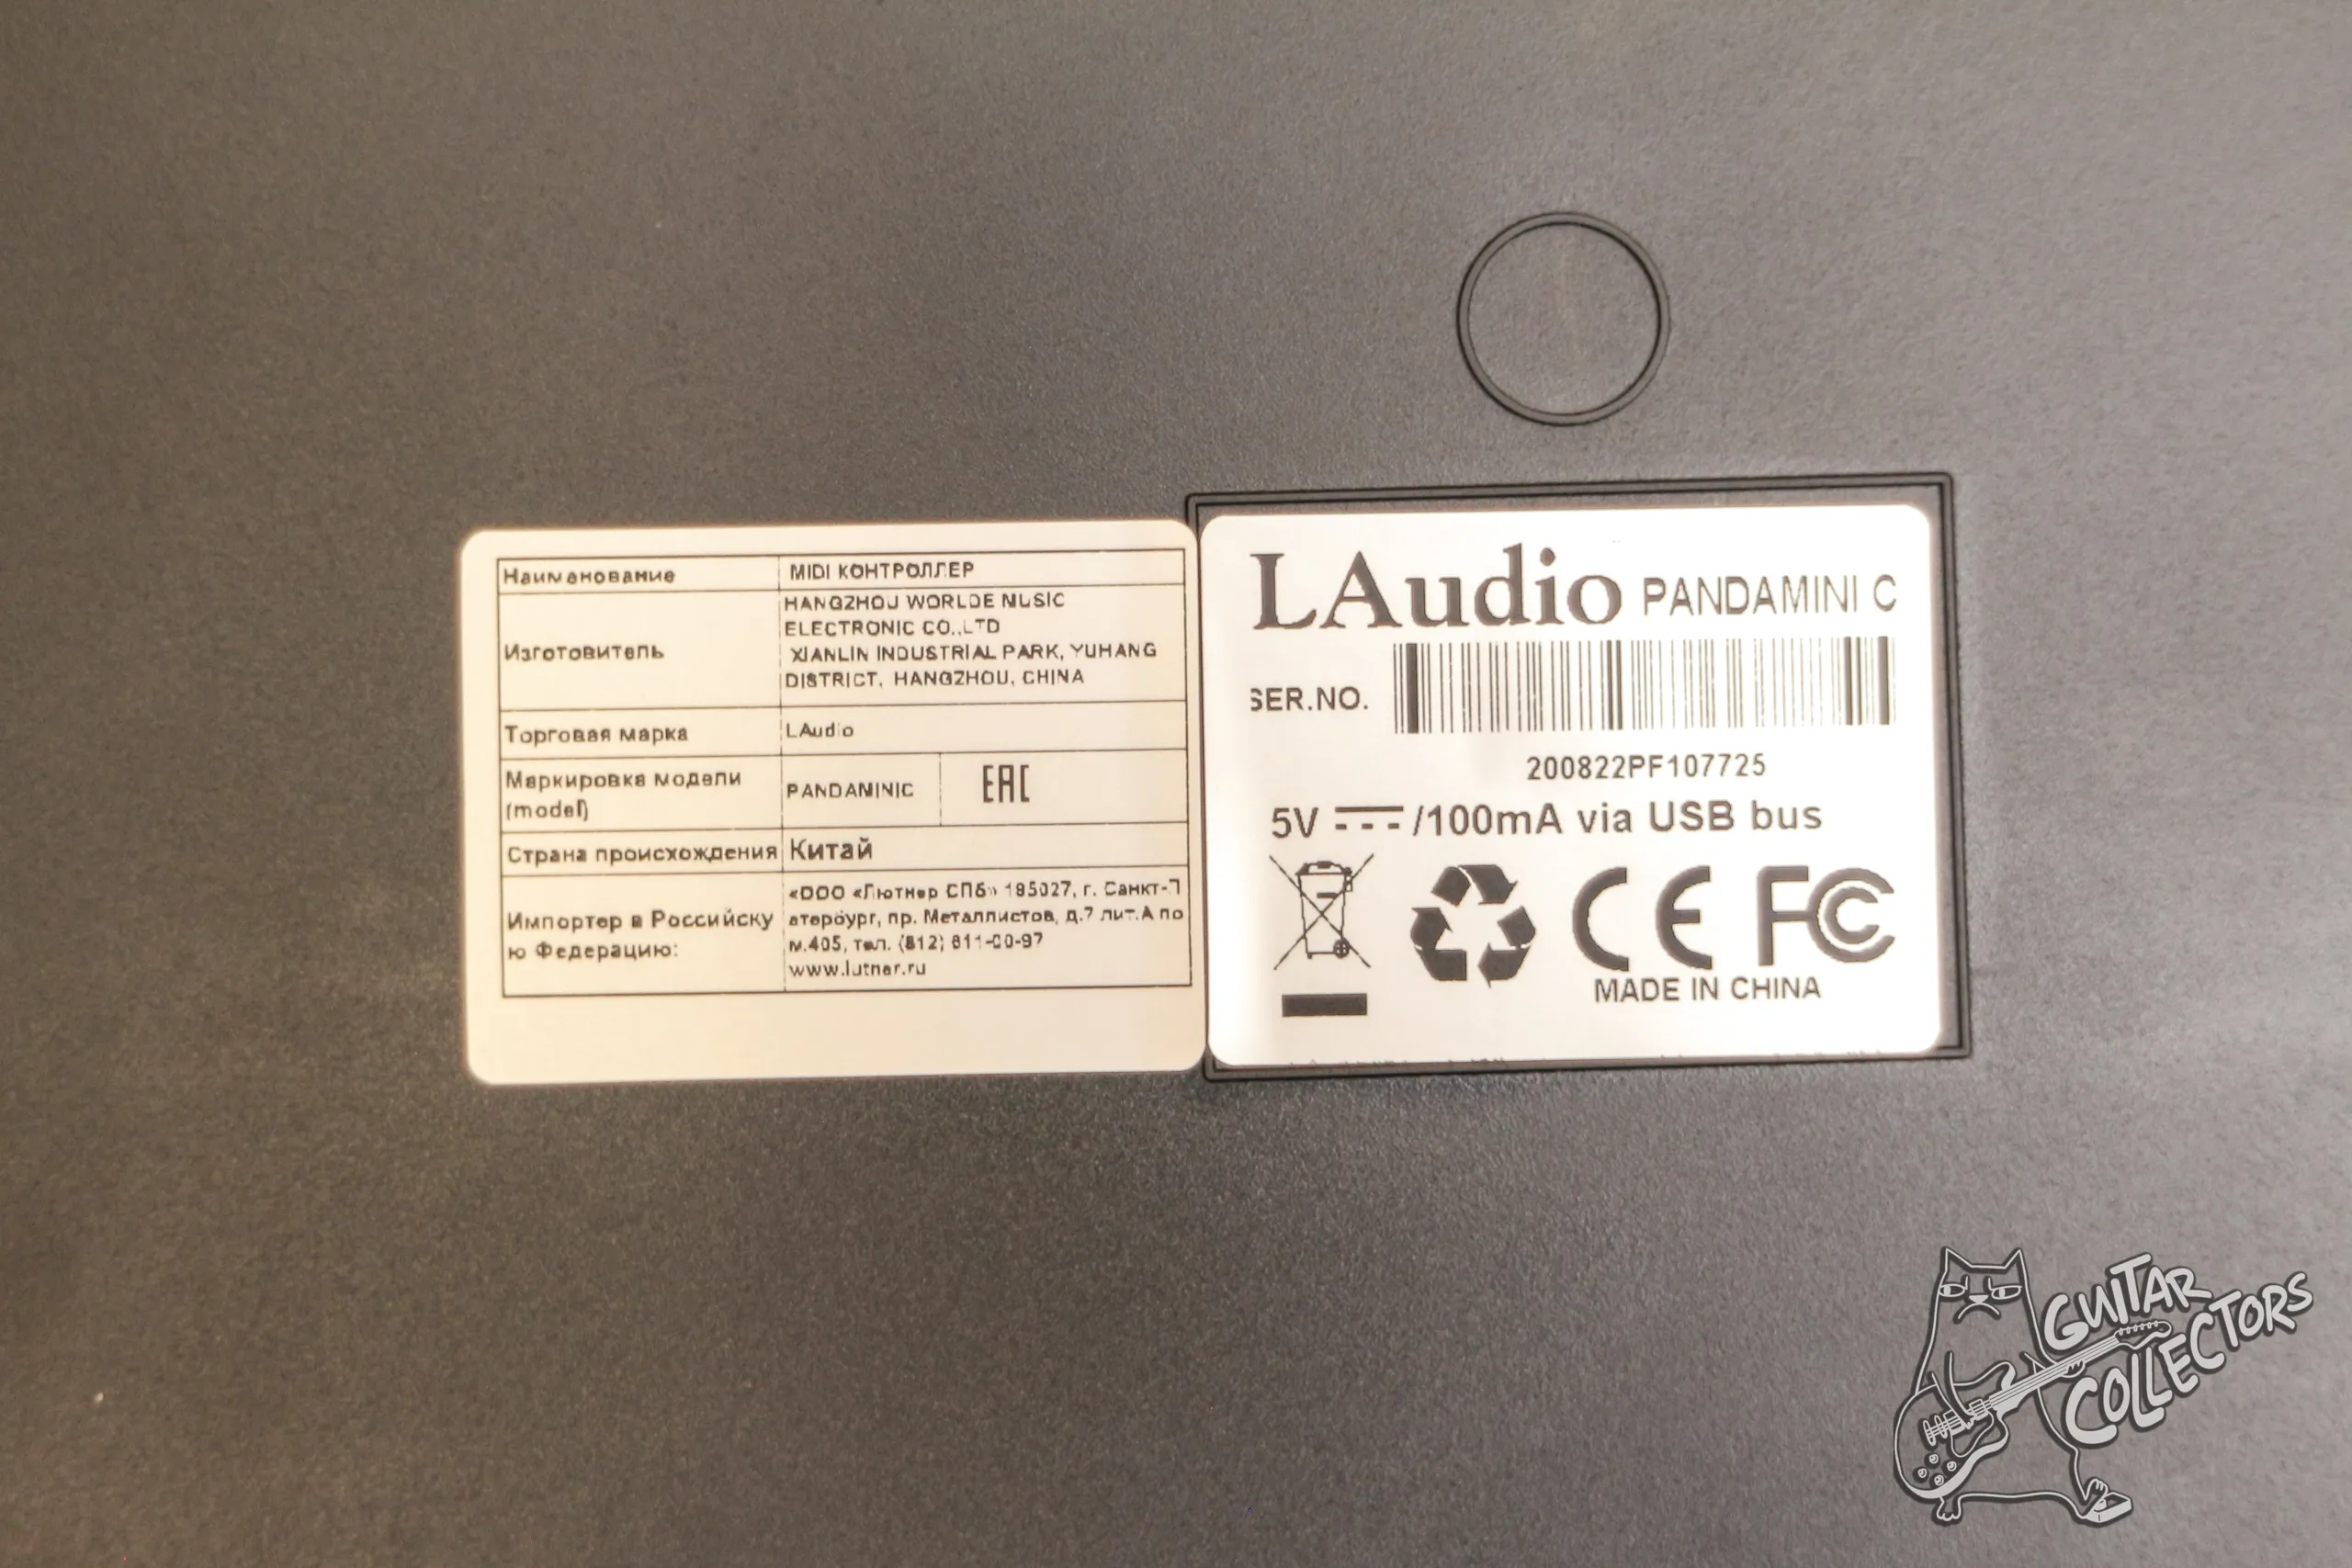 Наименование
MIDI КОНТРОЛЛЕР
Изготовитель
HANGZHOU WORLDE MUSIC
ELECTRONIC CO.,LTD
XIANLIN INDUSTRIAL PARK, YUHANG
DISTRICT, HANGZHOU, CHINA
Торговая марка
LAudio
Маркировка модели
(model)
PANDAMINIC
EAC
Страна происхождения
Китай
Импортер в Российску
ю Федерацию:
«ООО «Лютнер СПб» 195027, г. Санкт-П
етербург, пр. Металлистов, д.7 лит.А по
м.405, тел. (812) 611-00-97
www.lutner.ru
LAudio PANDAMINI C
SER.NO.
200822PF107725
5V /100mA via USB bus
CE FC
MADE IN CHINA
GUITAR
COLLECTORS